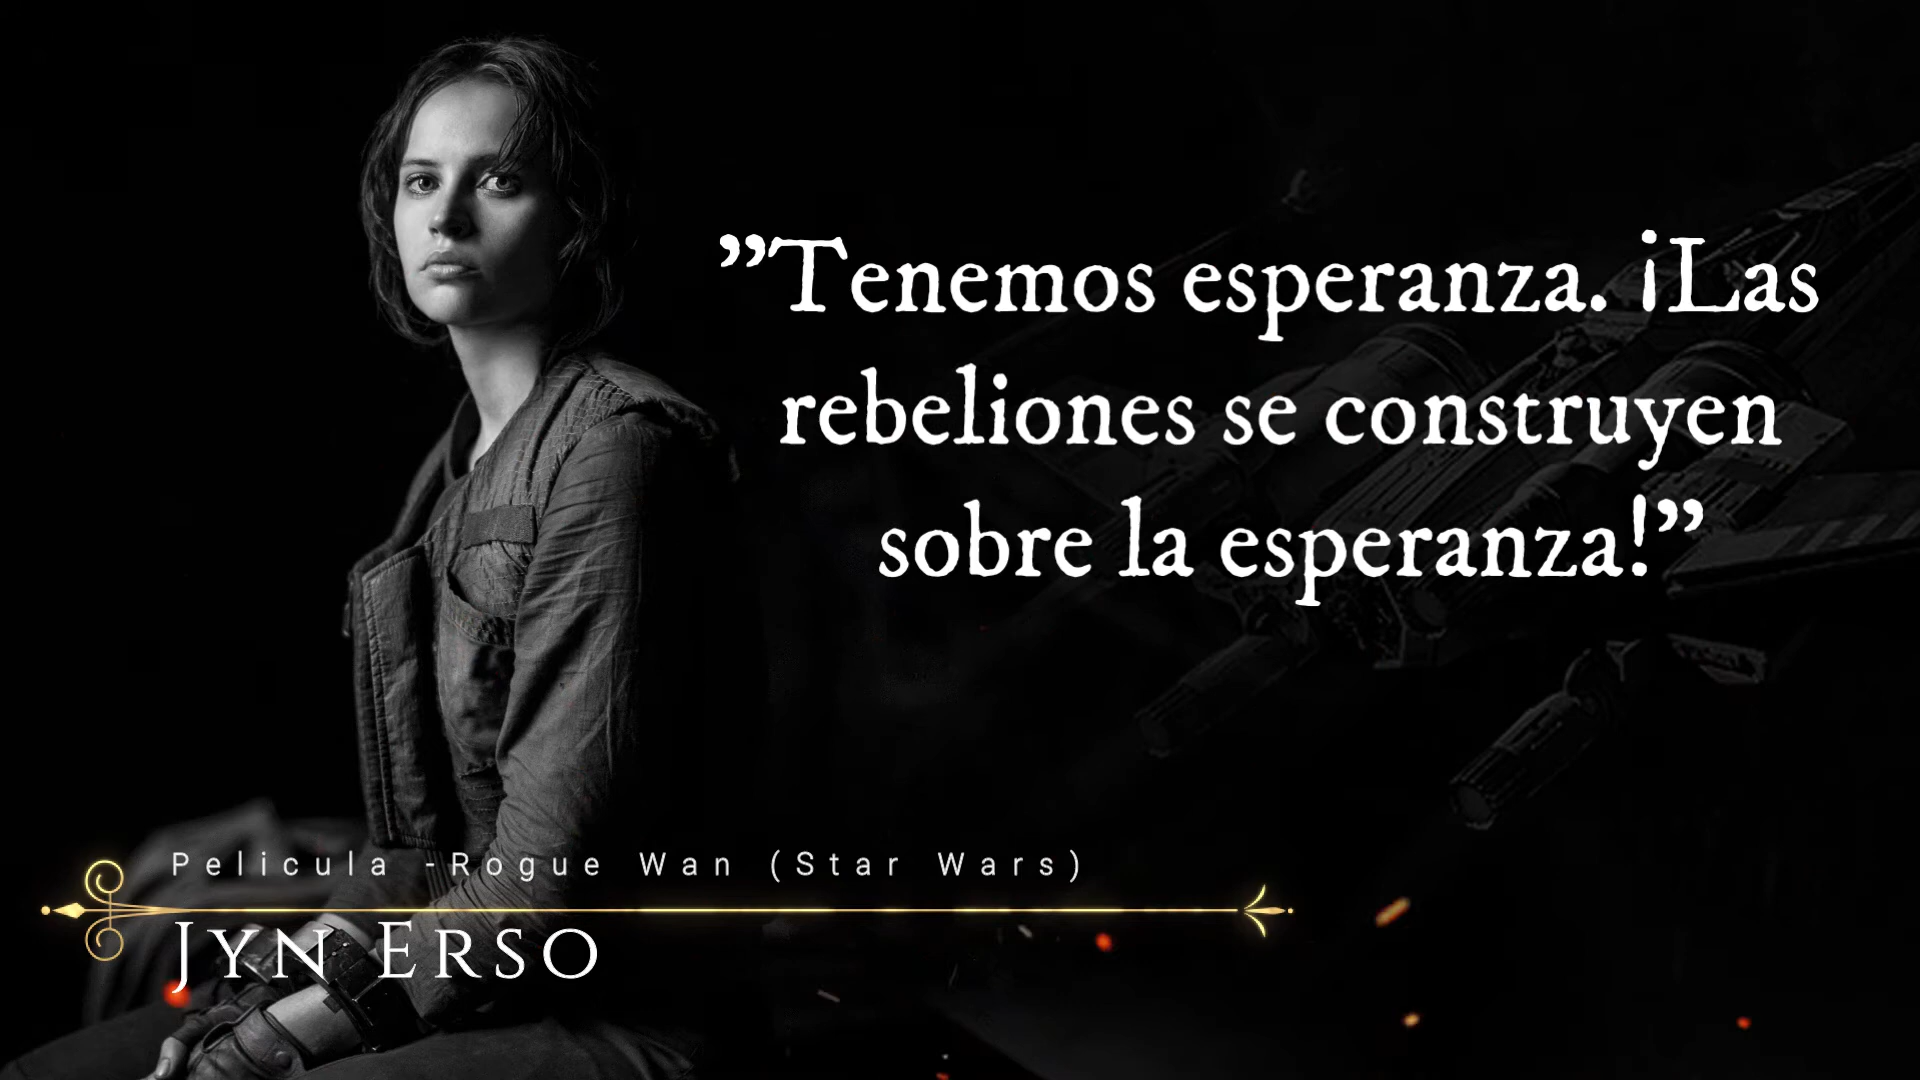 ”Tenemos esperanza. ¡Las
rebeliones se construyen
sobre la esperanza!”
Pelicula -Rogue Wan (Star Wars)
Jyn Erso